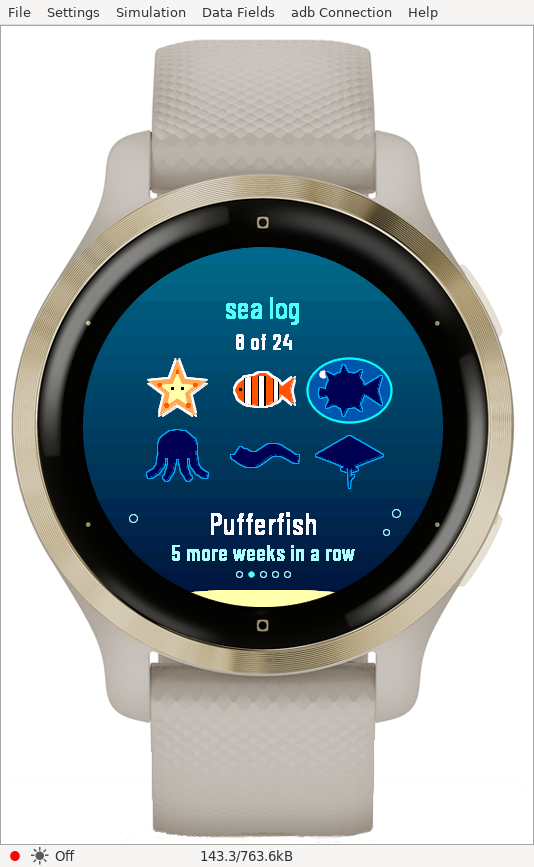 File Settings Simulation Data Fields adb Connection Help
sea log
8 of 24
Pufferfish
5 more weeks in a row
Off 143.3/763.6kB